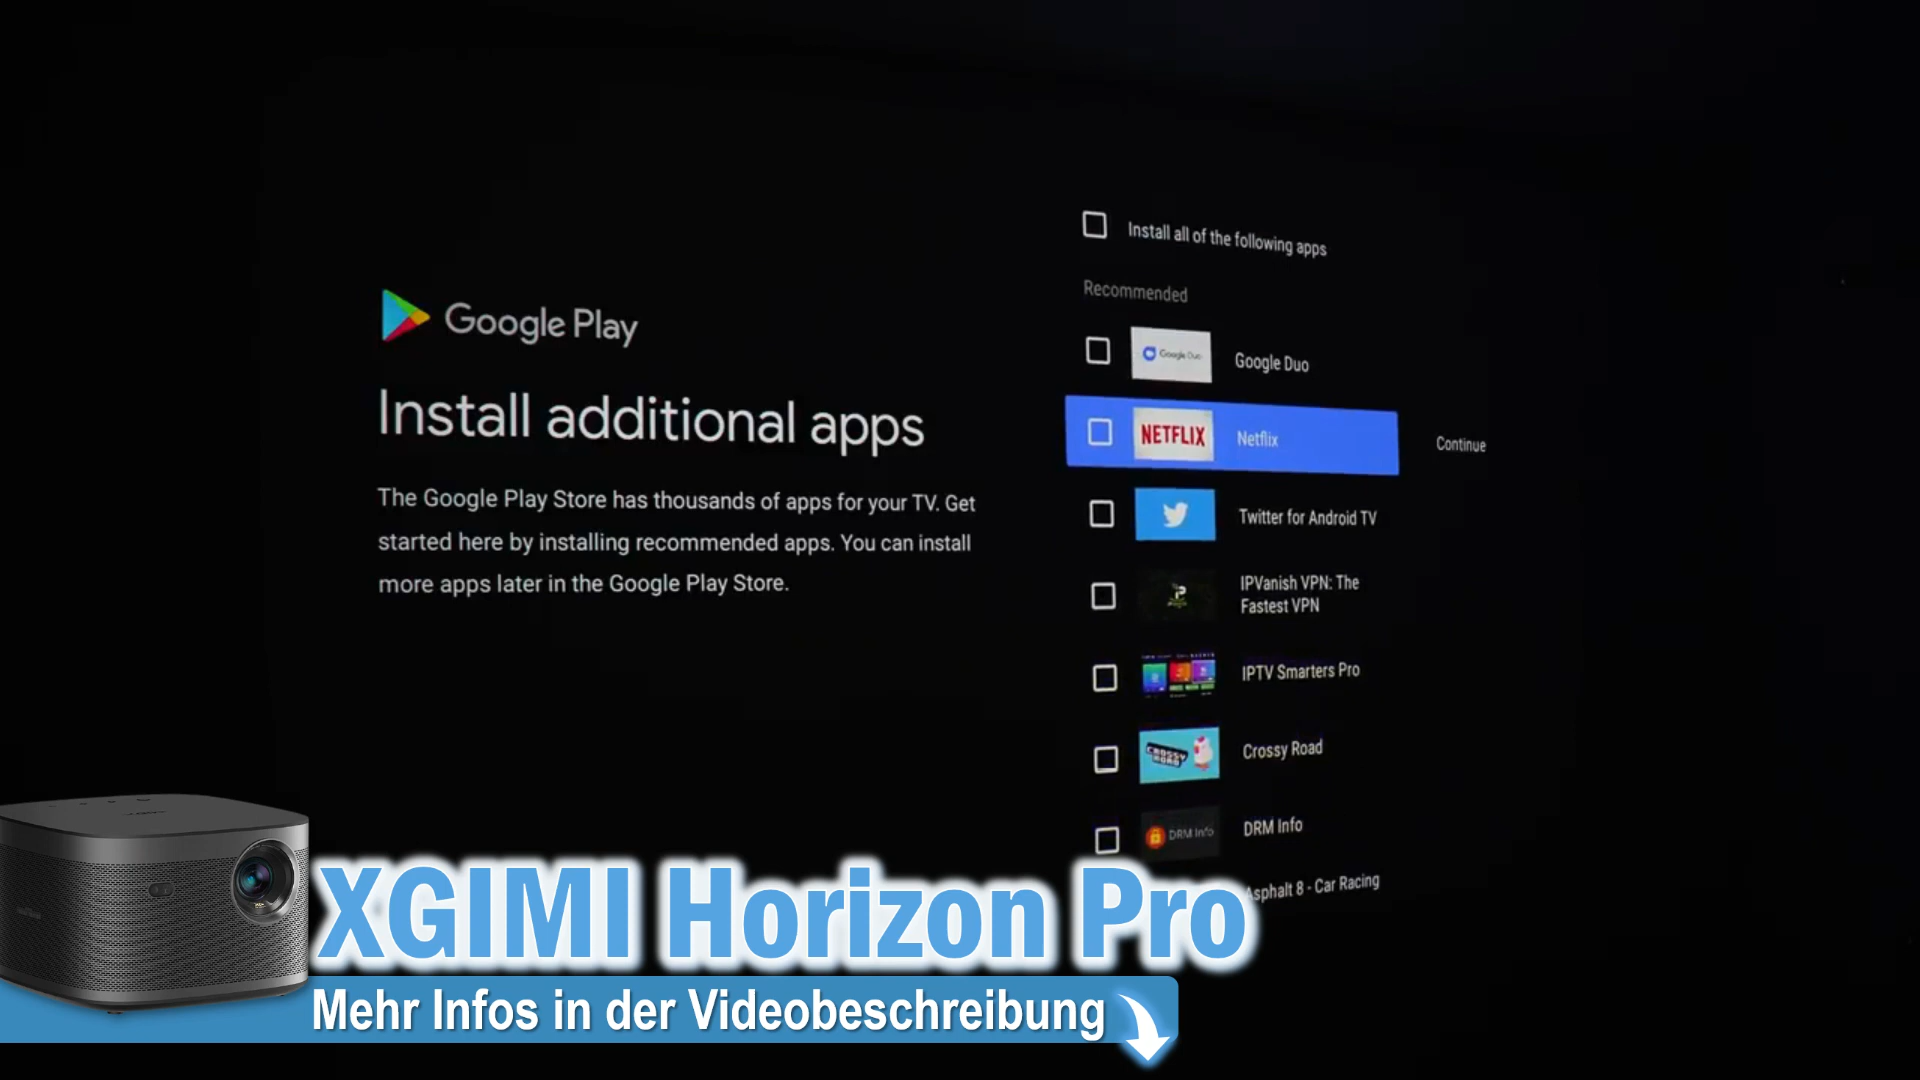 Google Play
Install additional apps
The Google Play Store has thousands of apps for your TV. Get
started here by installing recommended apps. You can install
more apps later in the Google Play Store.
Install all of the following apps
Recommended
Google Duo
Google Duo
NETFLIX
Netflix
Continue
Twitter for Android TV
IPVanish VPN: The
Fastest VPN
IPTV Smarters Pro
CROSSY
ROAD
Crossy Road
DRM Info
DRM Info
Asphalt 8 - Car Racing
XGIMI Horizon Pro
Mehr Infos in der Videobeschreibung